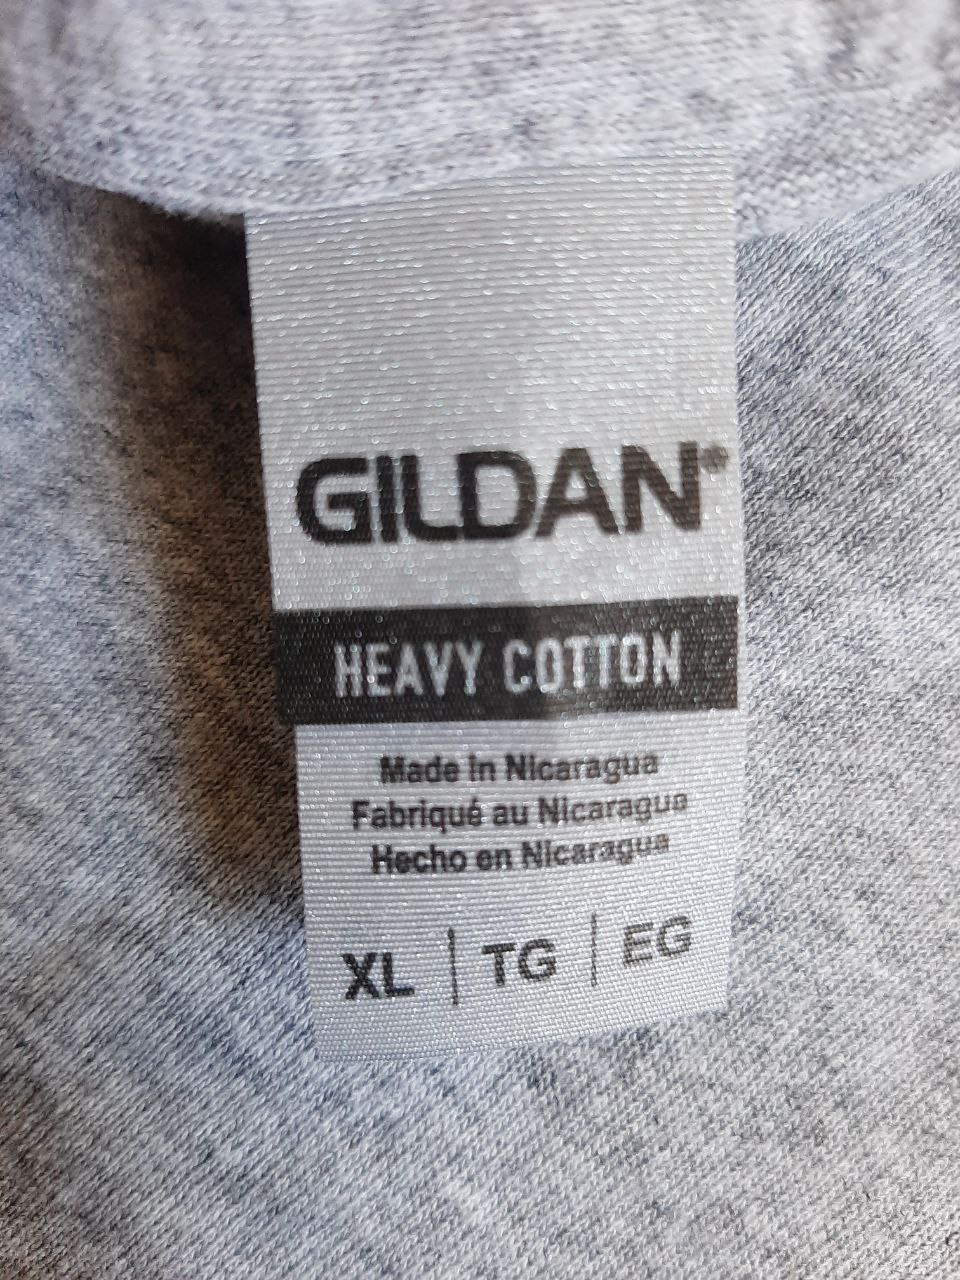 GILDAN®
HEAVY COTTON
Made in Nicaragua
Fabriqué au Nicaragua
Hecho en Nicaragua
XL | TG | EG